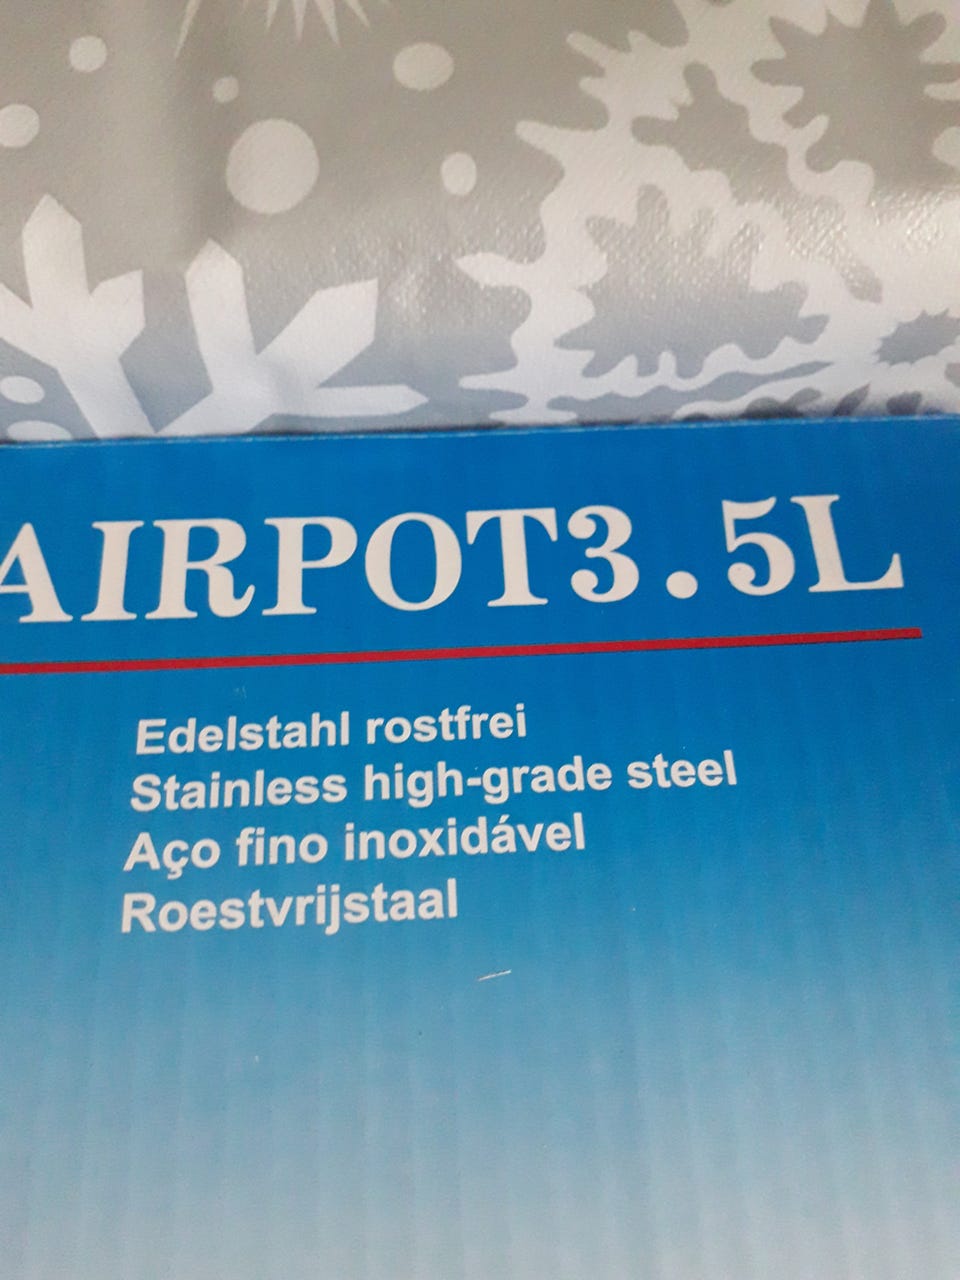 AIRPOT3.5L
Edelstahl rostfrei
Stainless high-grade steel
Aço fino inoxidável
Roestvrijstaal